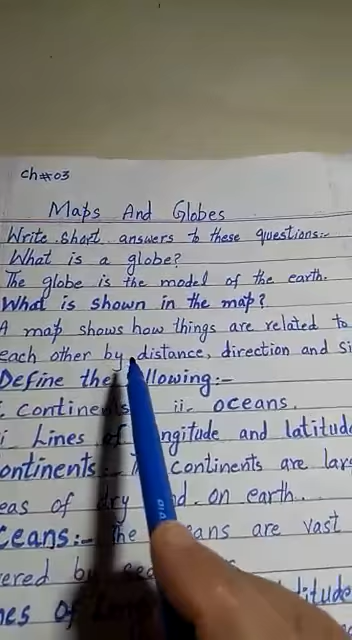 Ch#03
Maps And Globes
Write short answers to these questions:-
What is a globe?
The globe is the model of the earth.
What is shown in the map?
A map shows how things are related to
each other by distance, direction and si
Define the following:-
continents ii- oceans.
i Lines of ngitude and latitude
ontinents:- continents are lar
eas of dry nd on earth.
ceans:- The eans are vast
ered by
nes of titude